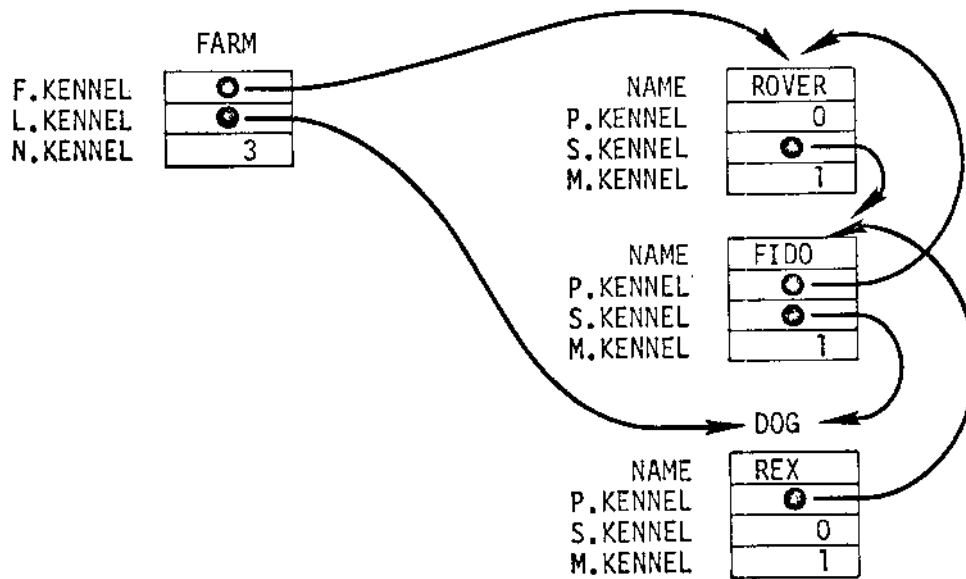 FARM
F.KENNEL
L.KENNEL
N.KENNEL 3
NAME ROVER
P.KENNEL 0
S.KENNEL
M.KENNEL 1
NAME FIDO
P.KENNEL
S.KENNEL
M.KENNEL 1
DOG
NAME REX
P.KENNEL
S.KENNEL 0
M.KENNEL 1